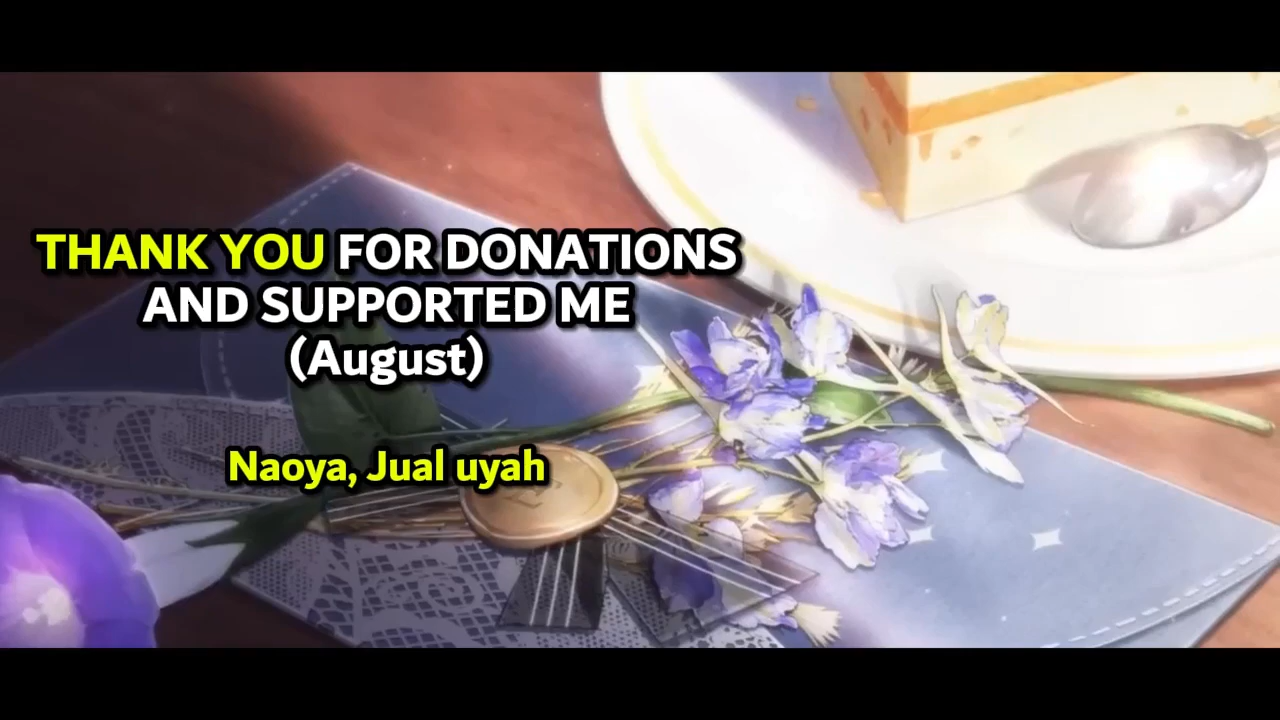 THANK YOU FOR DONATIONS
AND SUPPORTED ME
(August)
Naoya, Jual uyah